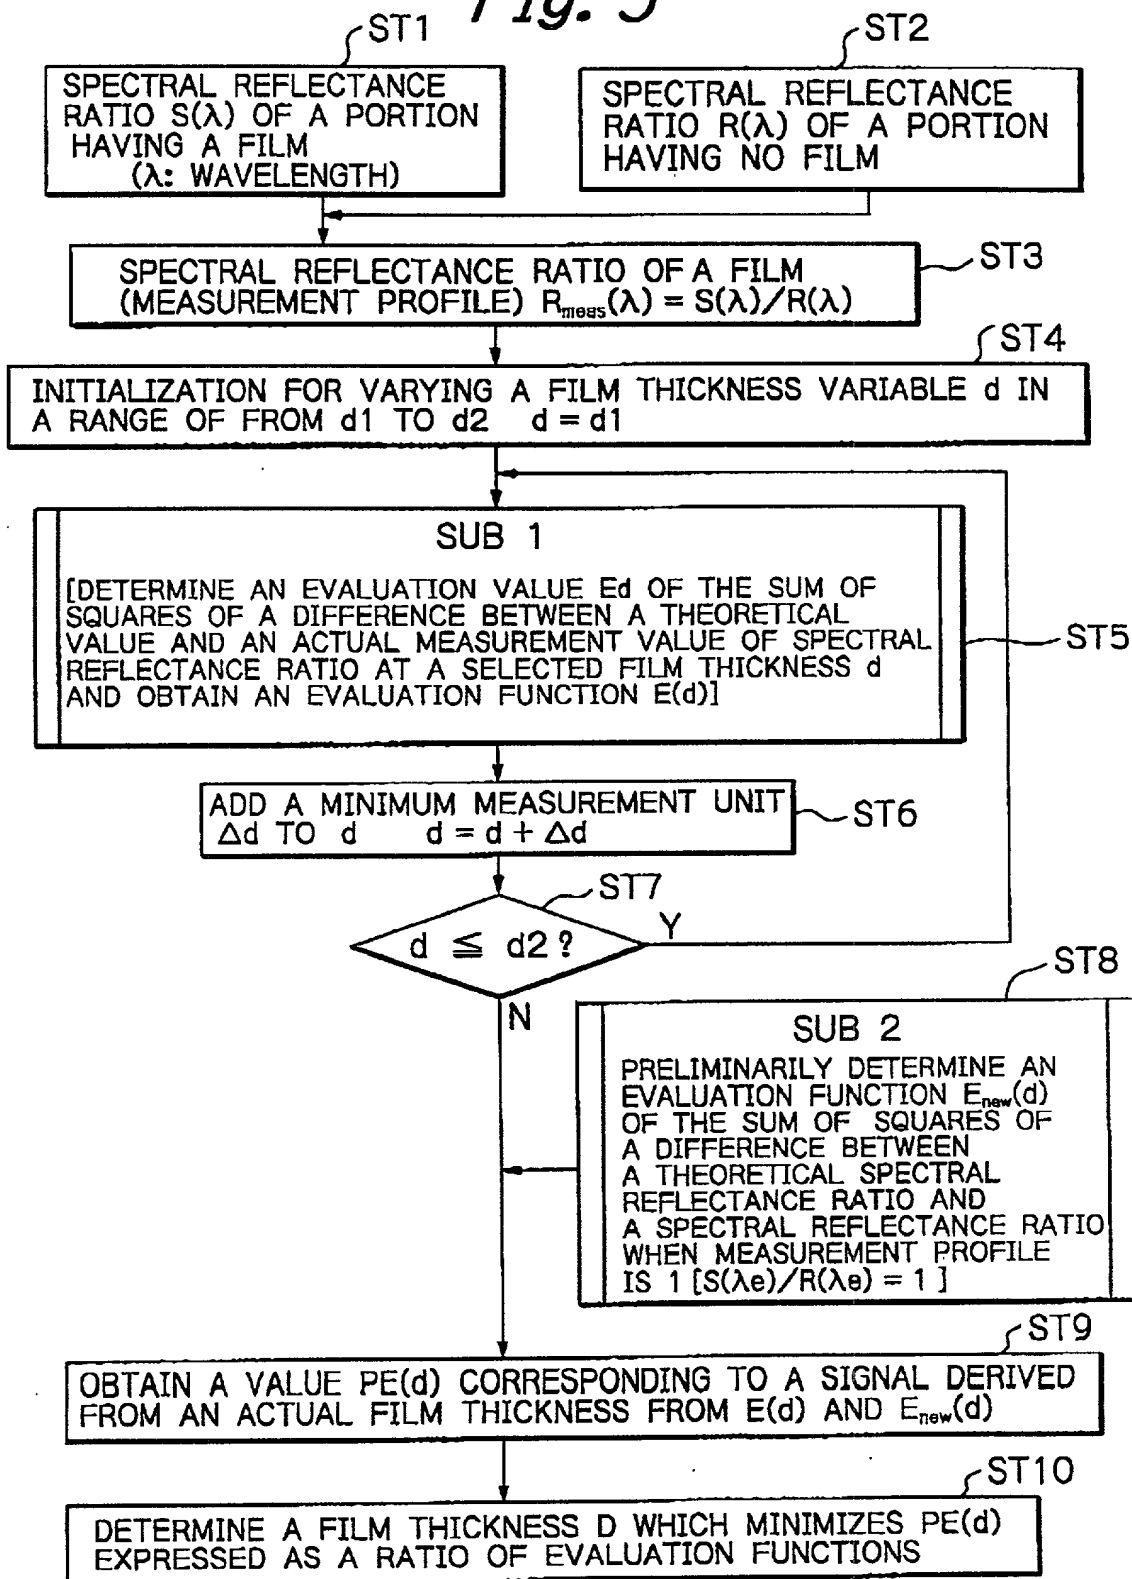 Fig. 5
ST1
ST2
SPECTRAL REFLECTANCE
RATIO S(λ) OF A PORTION
HAVING A FILM
(λ: WAVELENGTH)
SPECTRAL REFLECTANCE
RATIO R(λ) OF A PORTION
HAVING NO FILM
ST3
SPECTRAL REFLECTANCE RATIO OF A FILM
(MEASUREMENT PROFILE) Rmeas(λ) = S(λ)/R(λ)
ST4
INITIALIZATION FOR VARYING A FILM THICKNESS VARIABLE d IN
A RANGE OF FROM d1 TO d2 d = d1
SUB 1
[DETERMINE AN EVALUATION VALUE Ed OF THE SUM OF
SQUARES OF A DIFFERENCE BETWEEN A THEORETICAL
VALUE AND AN ACTUAL MEASUREMENT VALUE OF SPECTRAL
REFLECTANCE RATIO AT A SELECTED FILM THICKNESS d
AND OBTAIN AN EVALUATION FUNCTION E(d)]
ST5
ADD A MINIMUM MEASUREMENT UNIT
Δd TO d d = d + Δd
ST6
ST7
d ≦ d2 ?
Y
N
ST8
SUB 2
PRELIMINARILY DETERMINE AN
EVALUATION FUNCTION Enew(d)
OF THE SUM OF SQUARES OF
A DIFFERENCE BETWEEN
A THEORETICAL SPECTRAL
REFLECTANCE RATIO AND
A SPECTRAL REFLECTANCE RATIO
WHEN MEASUREMENT PROFILE
IS 1 [S(λe)/R(λe) = 1 ]
ST9
OBTAIN A VALUE PE(d) CORRESPONDING TO A SIGNAL DERIVED
FROM AN ACTUAL FILM THICKNESS FROM E(d) AND Enew(d)
ST10
DETERMINE A FILM THICKNESS D WHICH MINIMIZES PE(d)
EXPRESSED AS A RATIO OF EVALUATION FUNCTIONS